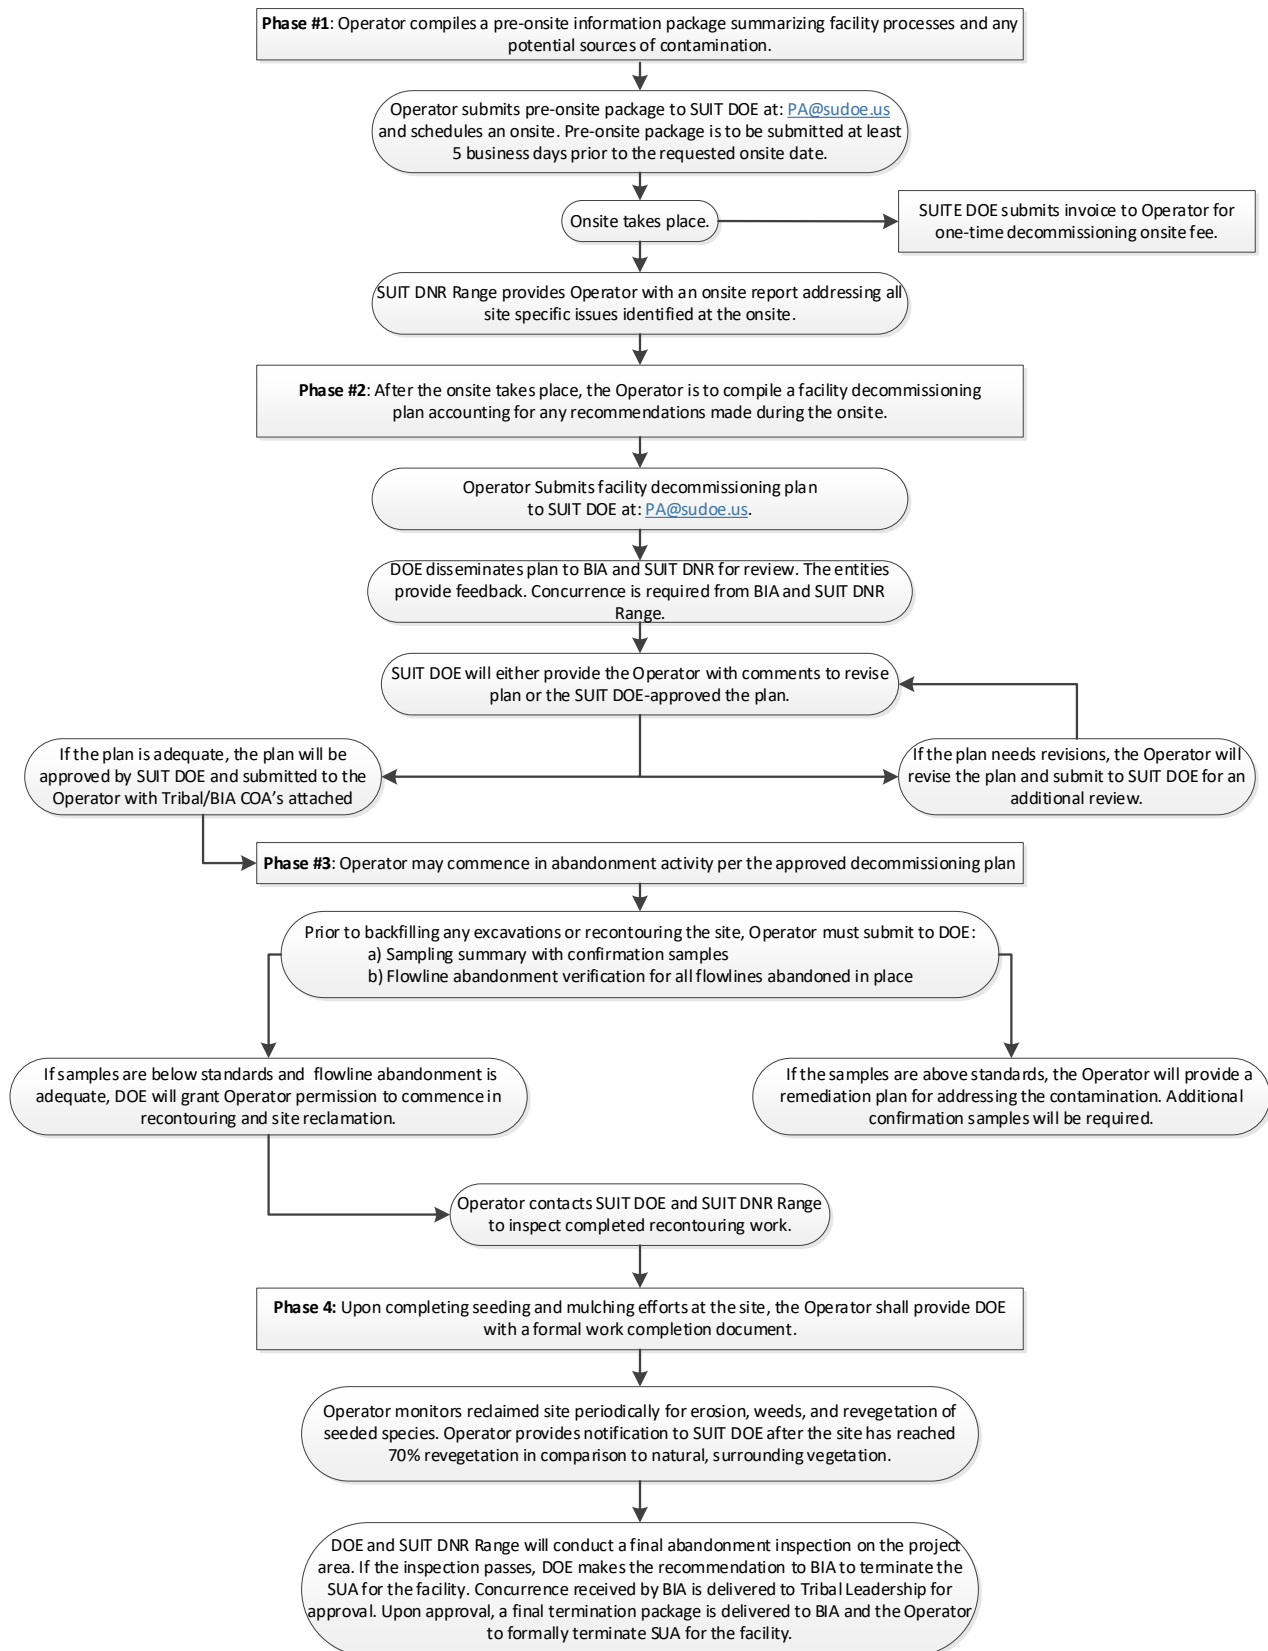 Phase #1: Operator compiles a pre-onsite information package summarizing facility processes and any
potential sources of contamination.
Operator submits pre-onsite package to SUIT DOE at: PA@sudoe.us
and schedules an onsite. Pre-onsite package is to be submitted at least
5 business days prior to the requested onsite date.
Onsite takes place.
SUITE DOE submits invoice to Operator for
one-time decommissioning onsite fee.
SUIT DNR Range provides Operator with an onsite report addressing all
site specific issues identified at the onsite.
Phase #2: After the onsite takes place, the Operator is to compile a facility decommissioning
plan accounting for any recommendations made during the onsite.
Operator Submits facility decommissioning plan
to SUIT DOE at: PA@sudoe.us.
DOE disseminates plan to BIA and SUIT DNR for review. The entities
provide feedback. Concurrence is required from BIA and SUIT DNR
Range.
SUIT DOE will either provide the Operator with comments to revise
plan or the SUIT DOE-approved the plan.
If the plan is adequate, the plan will be
approved by SUIT DOE and submitted to the
Operator with Tribal/BIA COA's attached
If the plan needs revisions, the Operator will
revise the plan and submit to SUIT DOE for an
additional review.
Phase #3: Operator may commence in abandonment activity per the approved decommissioning plan
Prior to backfilling any excavations or recontouring the site, Operator must submit to DOE:
a) Sampling summary with confirmation samples
b) Flowline abandonment verification for all flowlines abandoned in place
If samples are below standards and flowline abandonment is
adequate, DOE will grant Operator permission to commence in
recontouring and site reclamation.
If the samples are above standards, the Operator will provide a
remediation plan for addressing the contamination. Additional
confirmation samples will be required.
Operator contacts SUIT DOE and SUIT DNR Range
to inspect completed recontouring work.
Phase 4: Upon completing seeding and mulching efforts at the site, the Operator shall provide DOE
with a formal work completion document.
Operator monitors reclaimed site periodically for erosion, weeds, and revegetation of
seeded species. Operator provides notification to SUIT DOE after the site has reached
70% revegetation in comparison to natural, surrounding vegetation.
DOE and SUIT DNR Range will conduct a final abandonment inspection on the project
area. If the inspection passes, DOE makes the recommendation to BIA to terminate the
SUA for the facility. Concurrence received by BIA is delivered to Tribal Leadership for
approval. Upon approval, a final termination package is delivered to BIA and the Operator
to formally terminate SUA for the facility.